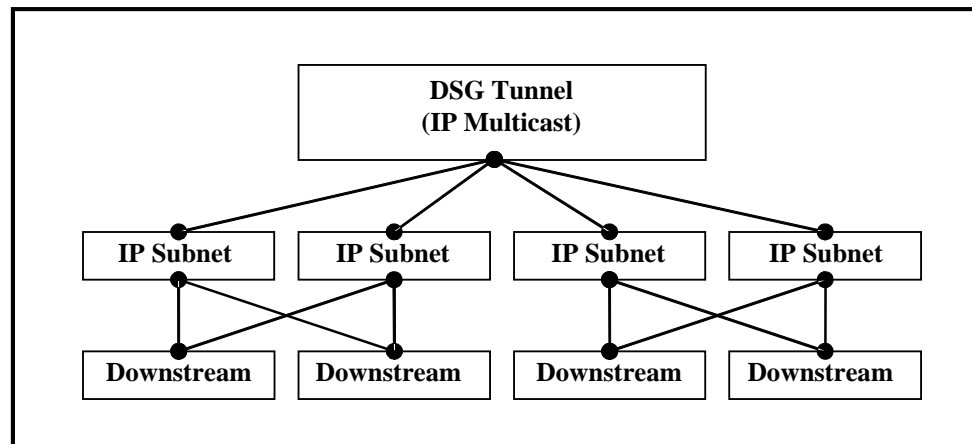 DSG Tunnel
(IP Multicast)
IP Subnet IP Subnet IP Subnet IP Subnet
Downstream Downstream Downstream Downstream